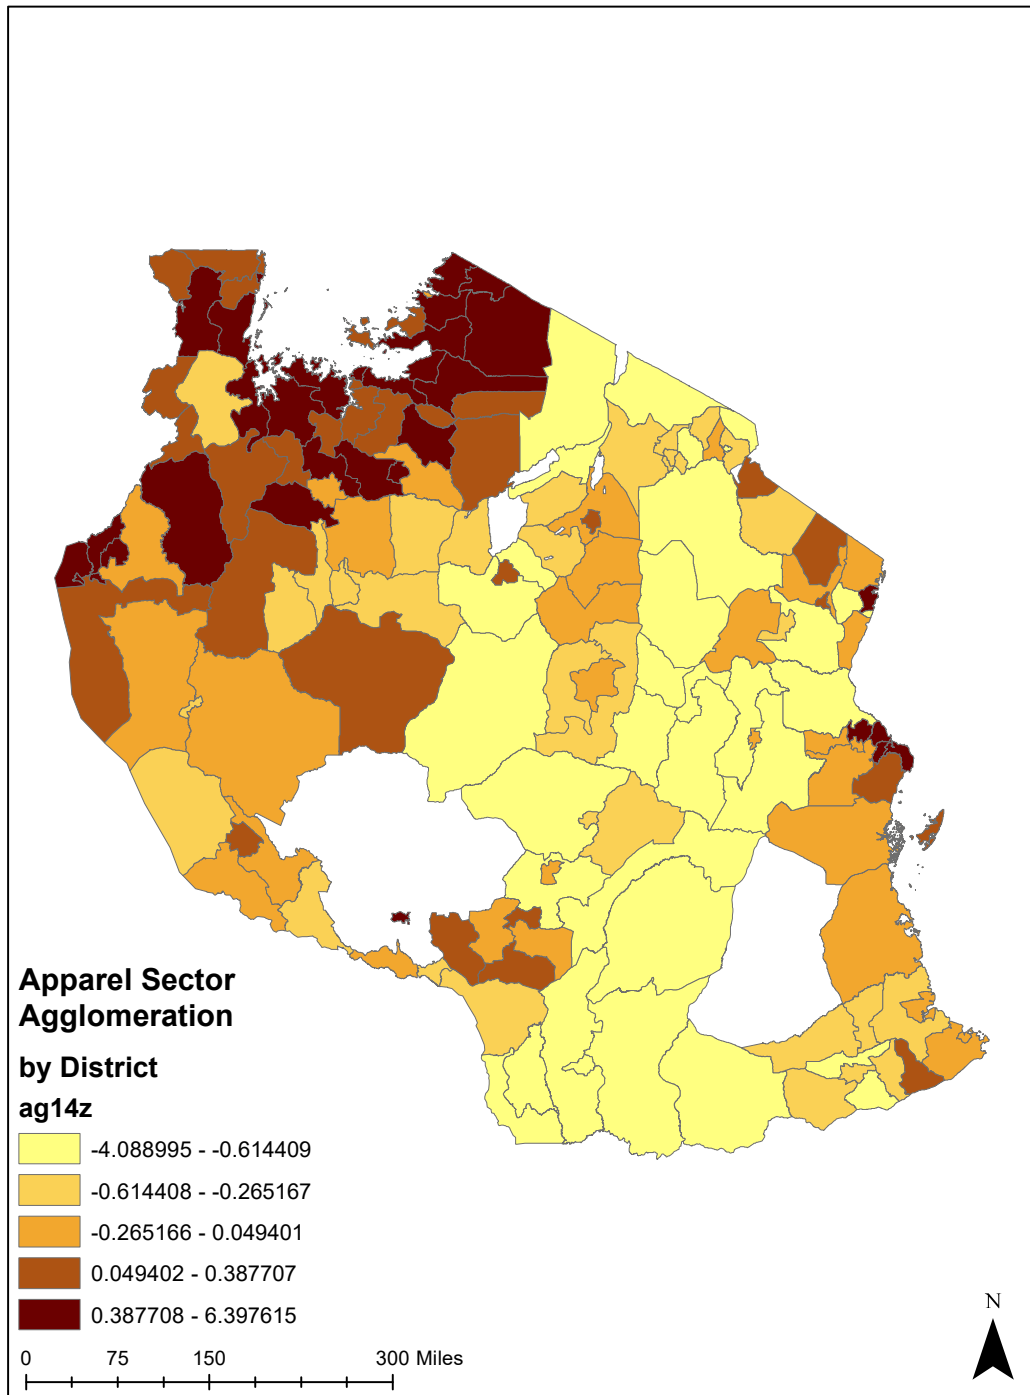 Apparel Sector
Agglomeration
by District
ag14z
-4.088995 - -0.614409
-0.614408 - -0.265167
-0.265166 - 0.049401
0.049402 - 0.387707
0.387708 - 6.397615
0 75 150 300 Miles
N